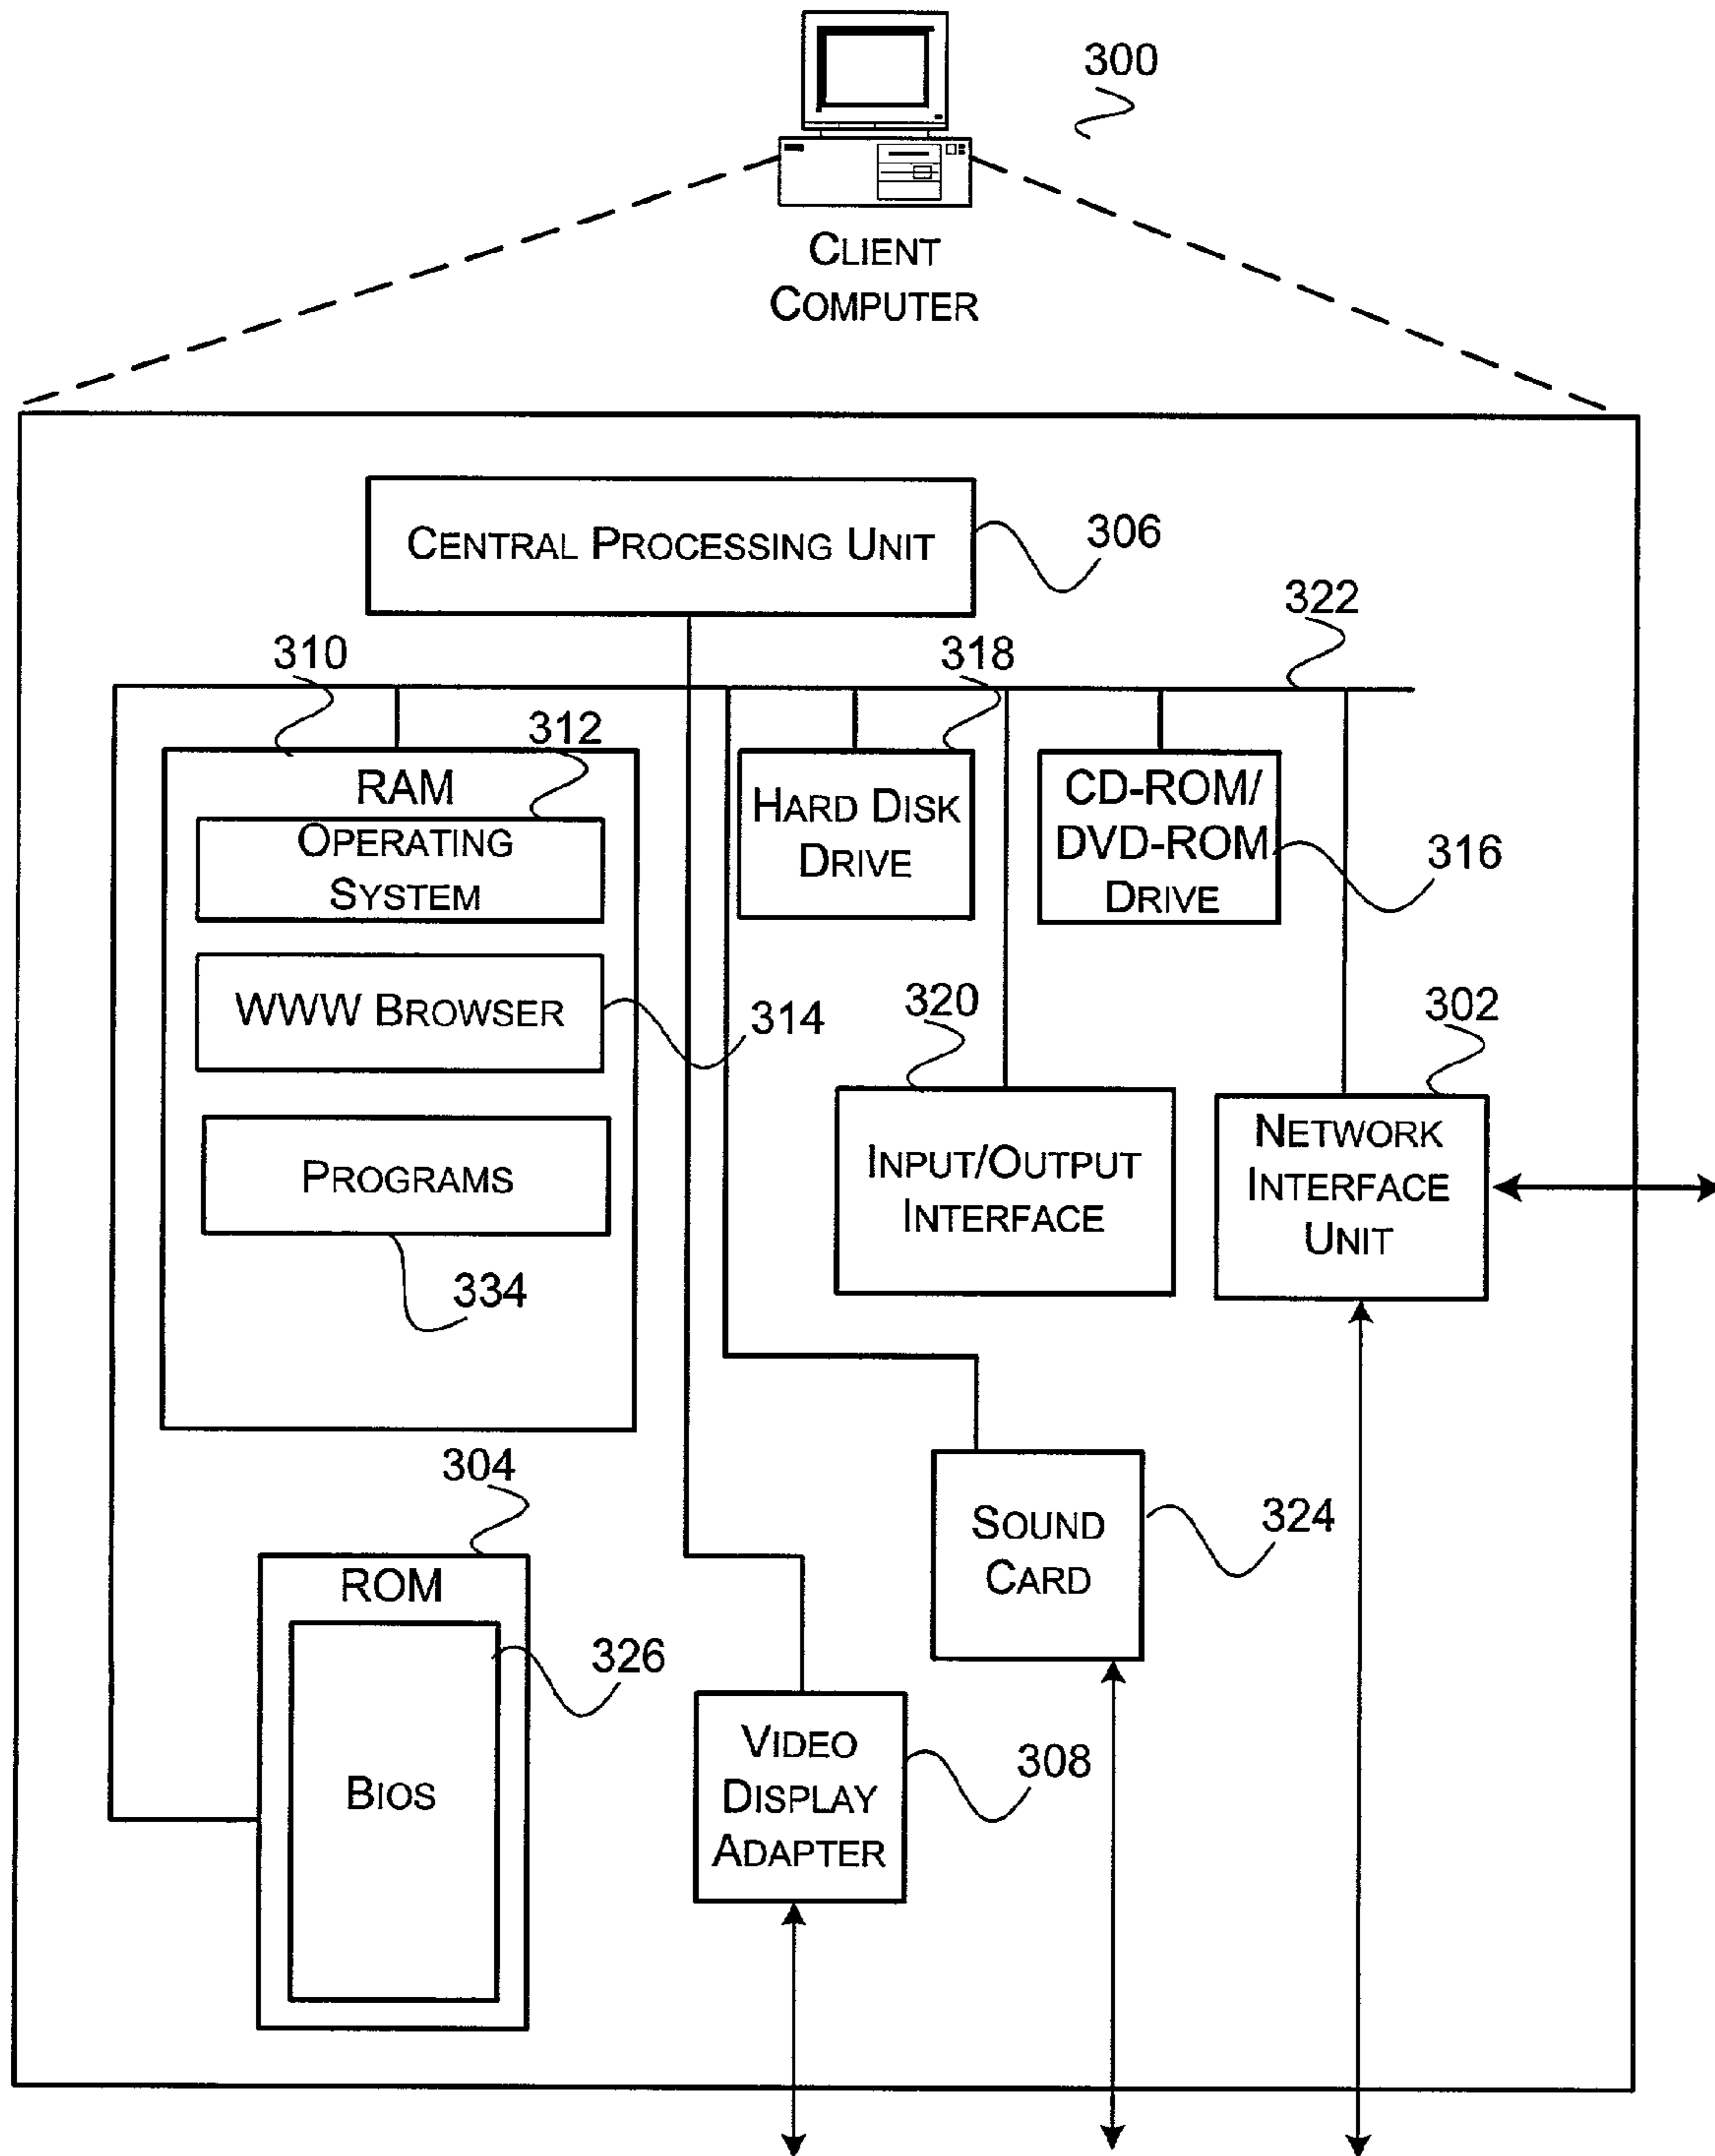 300
CLIENT
COMPUTER
CENTRAL PROCESSING UNIT
306
322
310
318
312
RAM
OPERATING
SYSTEM
HARD DISK
DRIVE
CD-ROM/
DVD-ROM
DRIVE
316
WWW BROWSER
314
320
302
PROGRAMS
334
INPUT/OUTPUT
INTERFACE
NETWORK
INTERFACE
UNIT
304
ROM
326
BIOS
SOUND
CARD
324
VIDEO
DISPLAY
ADAPTER
308